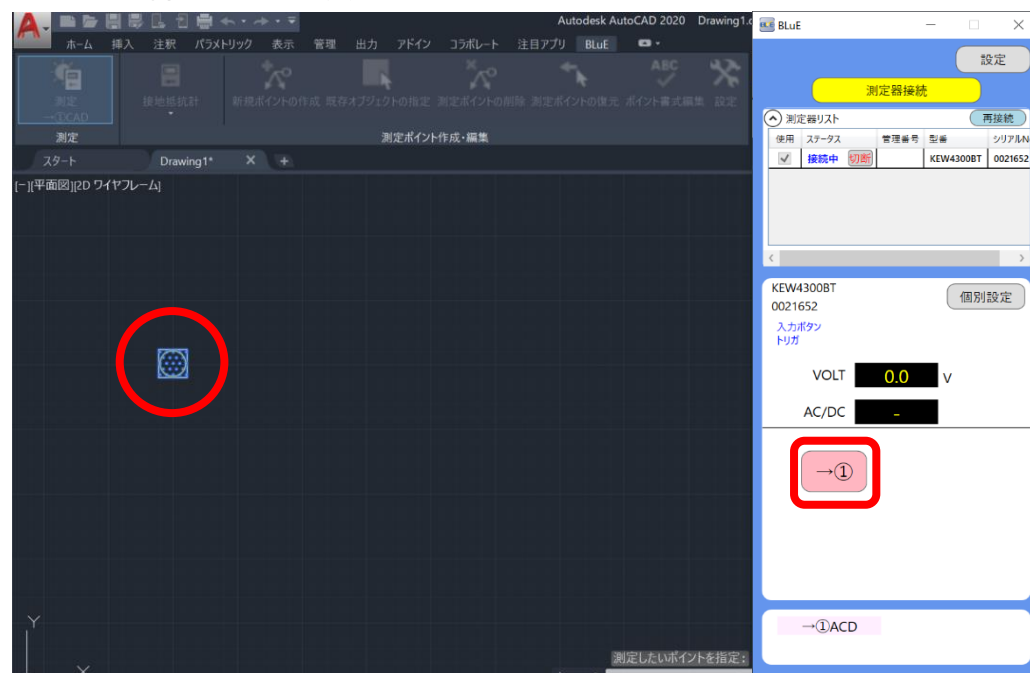 Autodesk AutoCAD 2020 Drawing1.d
ホーム 挿入 注釈 パラメトリック 表示 管理 出力 アドイン コラボレート 注目アプリ BLuE
測定
→①CAD
接地抵抗計
新規ポイントの作成 既存オブジェクトの指定 測定ポイントの削除 測定ポイントの復元 ポイント書式編集 設定
ABC
測定
測定ポイント作成・編集
スタート
Drawing1* × +
[−][平面図][2D ワイヤフレーム]
Y
X
測定したいポイントを指定:
BLuE
設定
測定器接続
測定器リスト
再接続
使用 ステータス 管理番号 型番 シリアルN
接続中 切断 KEW4300BT 0021652
KEW4300BT
0021652
個別設定
入力ボタン
トリガ
VOLT 0.0 V
AC/DC -
→①
→①ACD